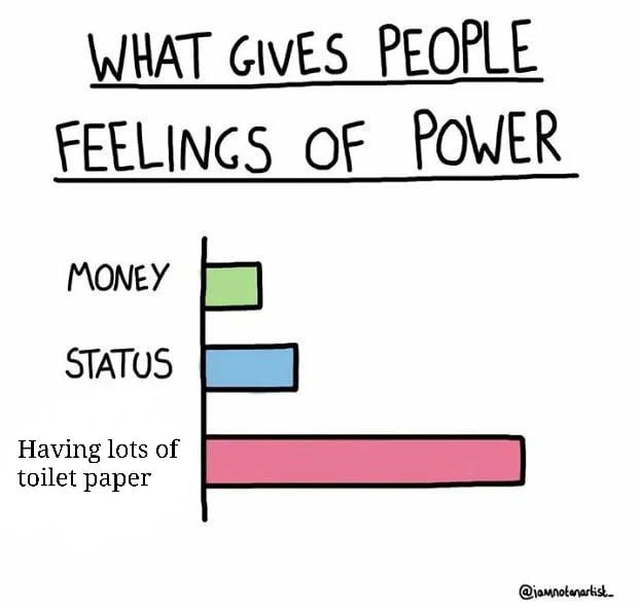 WHAT GIVES PEOPLE
FEELINGS OF POWER
MONEY
STATUS
Having lots of
toilet paper
@iamnotanartist_